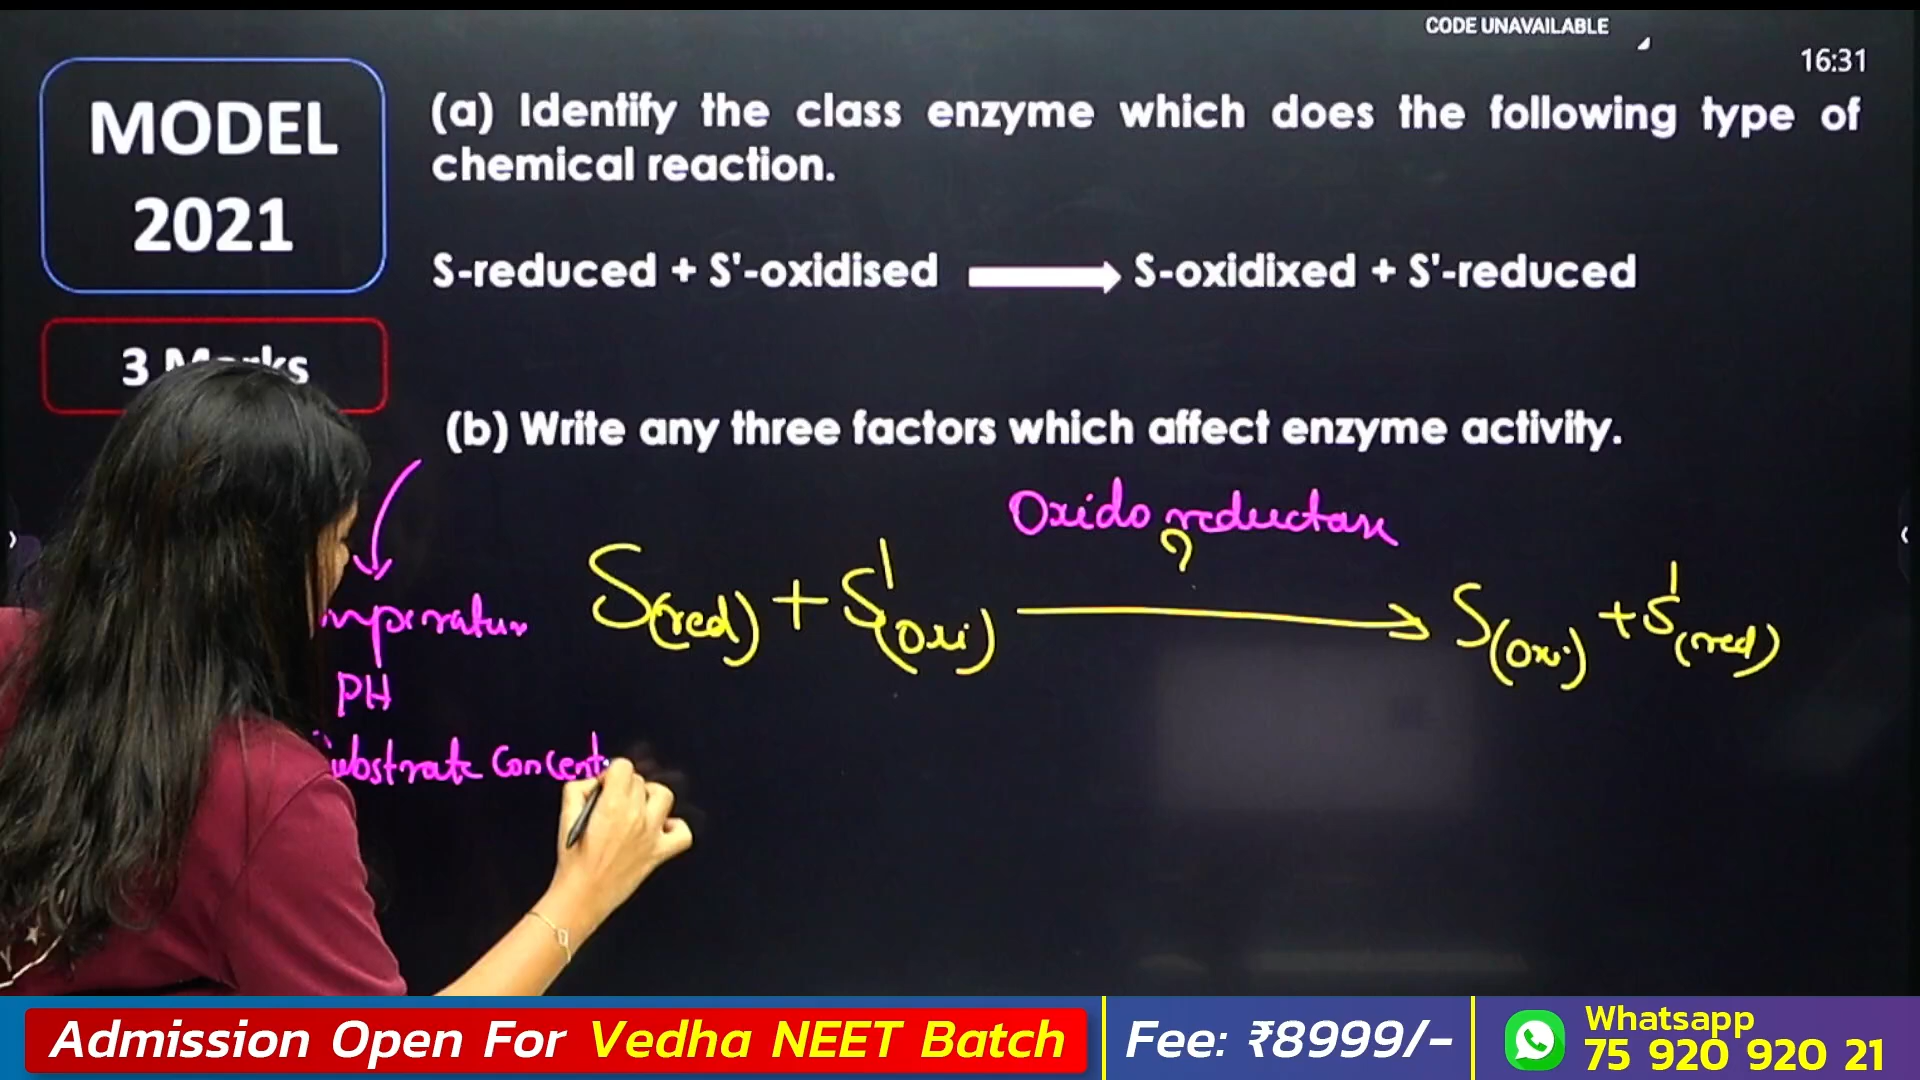 CODE UNAVAILABLE
16:31
MODEL
2021
3 Marks
(a) Identify the class enzyme which does the following type of
chemical reaction.
S-reduced + S'-oxidised → S-oxidixed + S'-reduced
(b) Write any three factors which affect enzyme activity.
Oxido reductase
?
S(red) + S'(oxi) → S(oxi) + S'(red)
PH
Admission Open For Vedha NEET Batch
Fee: ₹8999/-
Whatsapp
75 920 920 21